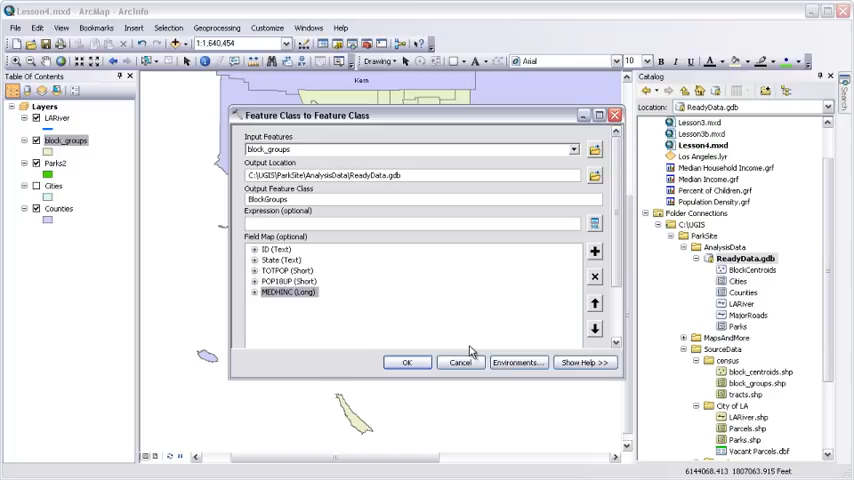 Lesson4.mxd - ArcMap - ArcInfo
File Edit View Bookmarks Insert Selection Geoprocessing Customize Windows Help
1:1,640,454
Drawing Arial 10 B I U A
Table Of Contents
Layers
LARiver
block_groups
Parks2
Cities
Counties
Kern
Feature Class to Feature Class
Input Features
block_groups
Output Location
C:\UGIS\ParkSite\AnalysisData\ReadyData.gdb
Output Feature Class
BlockGroups
Expression (optional)
Field Map (optional)
ID (Text)
State (Text)
TOTPOP (Short)
POP18UP (Short)
MEDHINC (Long)
OK Cancel Environments... Show Help >>
Catalog
Location: ReadyData.gdb
Lesson3.mxd
Lesson3b.mxd
Lesson4.mxd
Los Angeles.lyr
Median Household Income.grf
Median Income.grf
Percent of Children.grf
Population Density.grf
Folder Connections
C:\UGIS
ParkSite
AnalysisData
ReadyData.gdb
BlockCentroids
Cities
Counties
LARiver
MajorRoads
Parks
MapsAndMore
SourceData
census
block_centroids.shp
block_groups.shp
tracts.shp
City of LA
LARiver.shp
Parcels.shp
Parks.shp
Vacant Parcels.dbf
Search
6144068.413 1807063.915 Feet